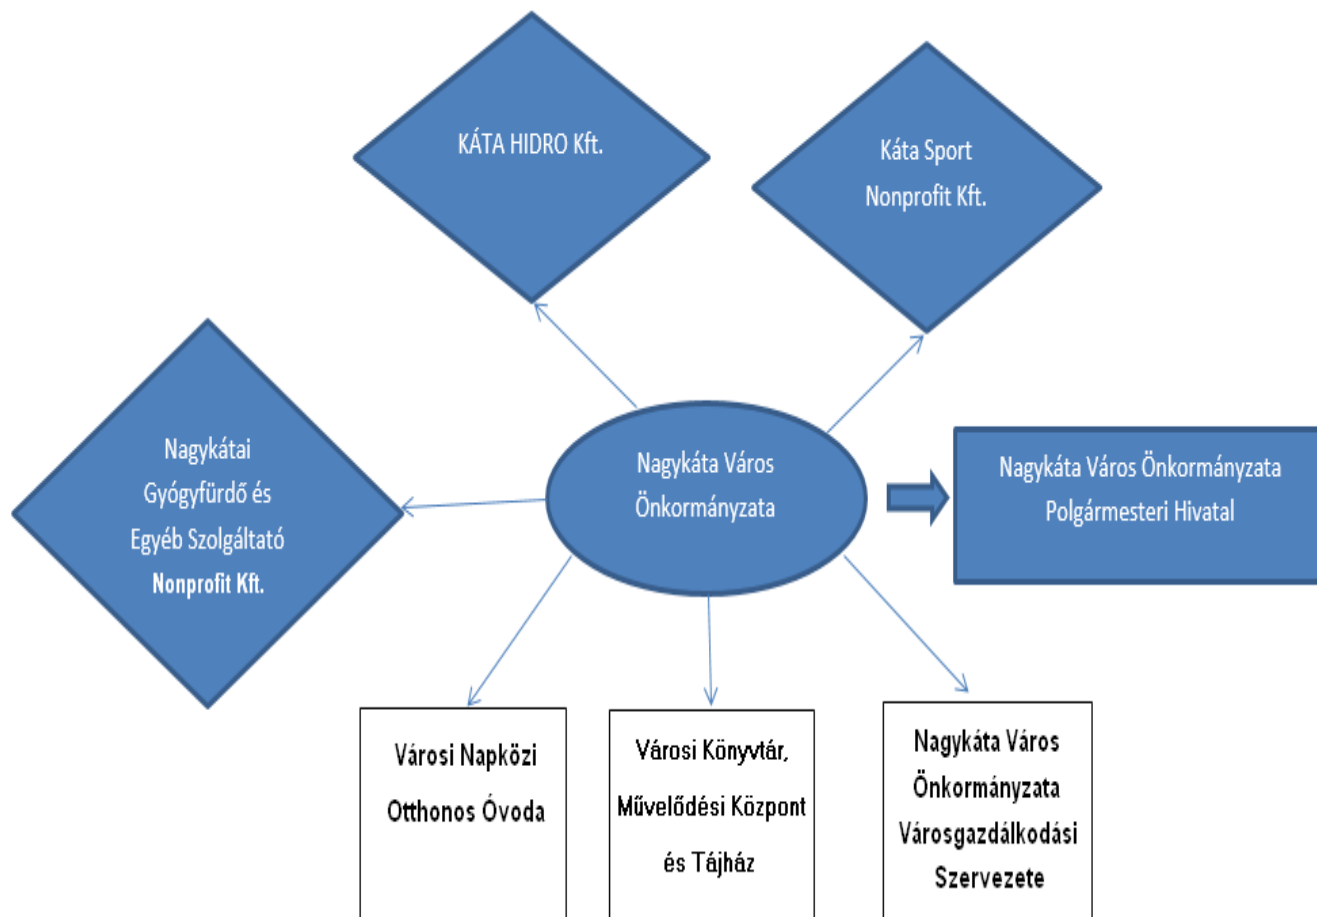 KÁTA HIDRO Kft.
Káta Sport
Nonprofit Kft.
Nagykátai
Gyógyfürdő és
Egyéb Szolgáltató
Nonprofit Kft.
Nagykáta Város
Önkormányzata
Nagykáta Város Önkormányzata
Polgármesteri Hivatal
Városi Napközi
Otthonos Óvoda
Városi Könyvtár,
Művelődési Központ
és Tájház
Nagykáta Város
Önkormányzata
Városgazdálkodási
Szervezete